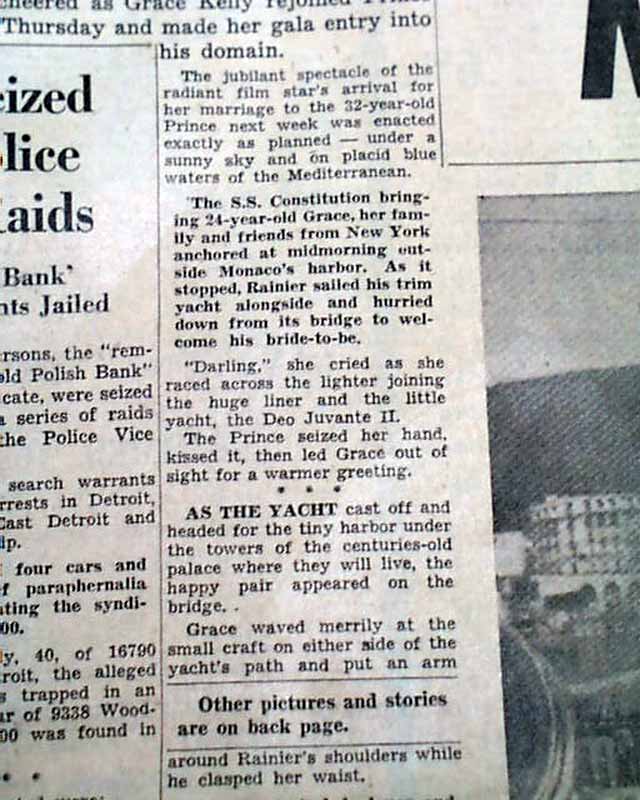 cheered as Grace Kelly rejoined
Thursday and made her gala entry into
his domain.
The jubilant spectacle of the
radiant film star's arrival for
her marriage to the 32-year-old
Prince next week was enacted
exactly as planned — under a
sunny sky and on placid blue
waters of the Mediterranean.
The S.S. Constitution bring-
ing 24-year-old Grace, her fam-
ily and friends from New York
anchored at midmorning out-
side Monaco's harbor. As it
stopped, Rainier sailed his trim
yacht alongside and hurried
down from its bridge to wel-
come his bride-to-be.
"Darling," she cried as she
raced across the lighter joining
the huge liner and the little
yacht, the Deo Juvante II.
The Prince seized her hand,
kissed it, then led Grace out of
sight for a warmer greeting.
* * *
AS THE YACHT cast off and
headed for the tiny harbor under
the towers of the centuries-old
palace where they will live, the
happy pair appeared on the
bridge. .
Grace waved merrily at the
small craft on either side of the
yacht's path and put an arm
Other pictures and stories
are on back page.
around Rainier's shoulders while
he clasped her waist.
eized
lice
Raids
Bank'
nts Jailed
ersons, the "rem-
old Polish Bank"
icate, were seized
a series of raids
the Police Vice
search warrants
rrests in Detroit,
East Detroit and
ip.
four cars and
of paraphernalia
ating the syndi-
00.
y, 40, of 16790
roit, the alleged
s trapped in an
ar of 9338 Wood-
00 was found in
* *